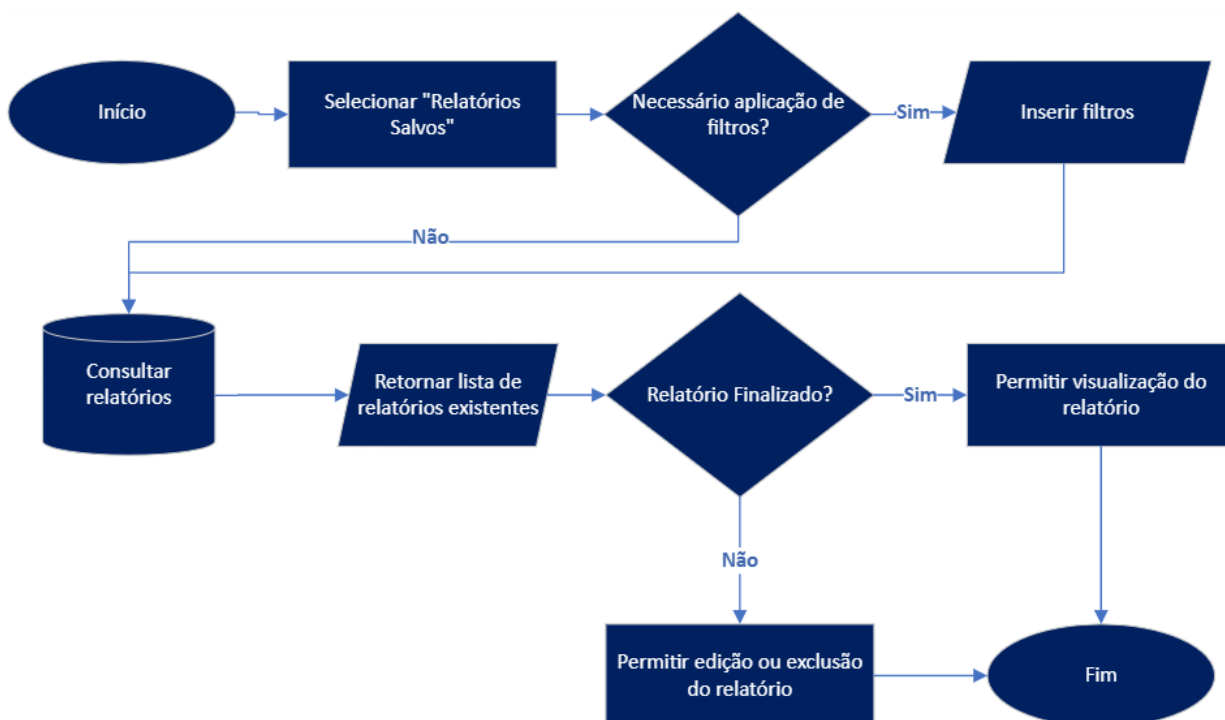 Início
Selecionar "Relatórios
Salvos"
Necessário aplicação de
filtros?
Sim
Inserir filtros
Não
Consultar
relatórios
Retornar lista de
relatórios existentes
Relatório Finalizado?
Sim
Permitir visualização do
relatório
Não
Permitir edição ou exclusão
do relatório
Fim